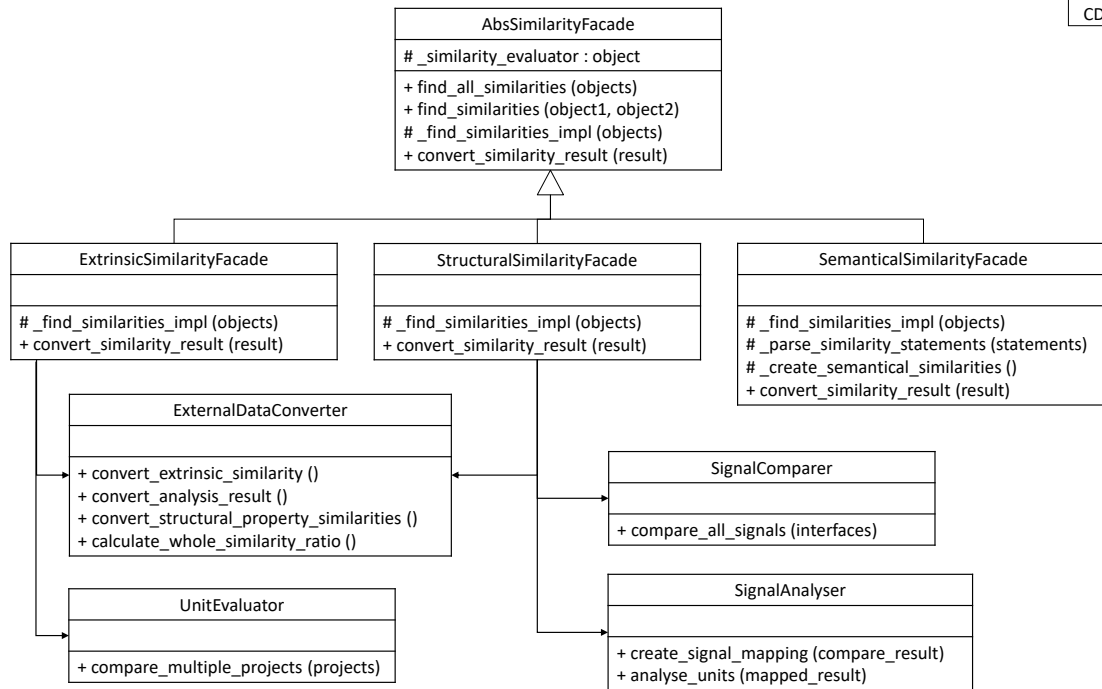 CD
AbsSimilarityFacade
# _similarity_evaluator : object
+ find_all_similarities (objects)
+ find_similarities (object1, object2)
# _find_similarities_impl (objects)
+ convert_similarity_result (result)
ExtrinsicSimilarityFacade
# _find_similarities_impl (objects)
+ convert_similarity_result (result)
StructuralSimilarityFacade
# _find_similarities_impl (objects)
+ convert_similarity_result (result)
SemanticalSimilarityFacade
# _find_similarities_impl (objects)
# _parse_similarity_statements (statements)
# _create_semantical_similarities ()
+ convert_similarity_result (result)
ExternalDataConverter
+ convert_extrinsic_similarity ()
+ convert_analysis_result ()
+ convert_structural_property_similarities ()
+ calculate_whole_similarity_ratio ()
SignalComparer
+ compare_all_signals (interfaces)
UnitEvaluator
+ compare_multiple_projects (projects)
SignalAnalyser
+ create_signal_mapping (compare_result)
+ analyse_units (mapped_result)